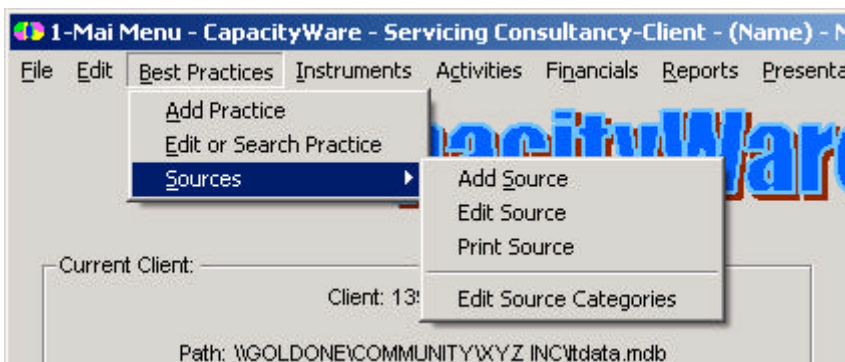 1-Mai Menu - CapacityWare - Servicing Consultancy-Client - (Name) -
File Edit Best Practices Instruments Activities Financials Reports
Add Practice
Edit or Search Practice
Sources
Add Source
Edit Source
Print Source
Edit Source Categories
Current Client:
Client: 13
Path: \\GOLDONE\COMMUNITY\XYZ INC\ltdata.mdb